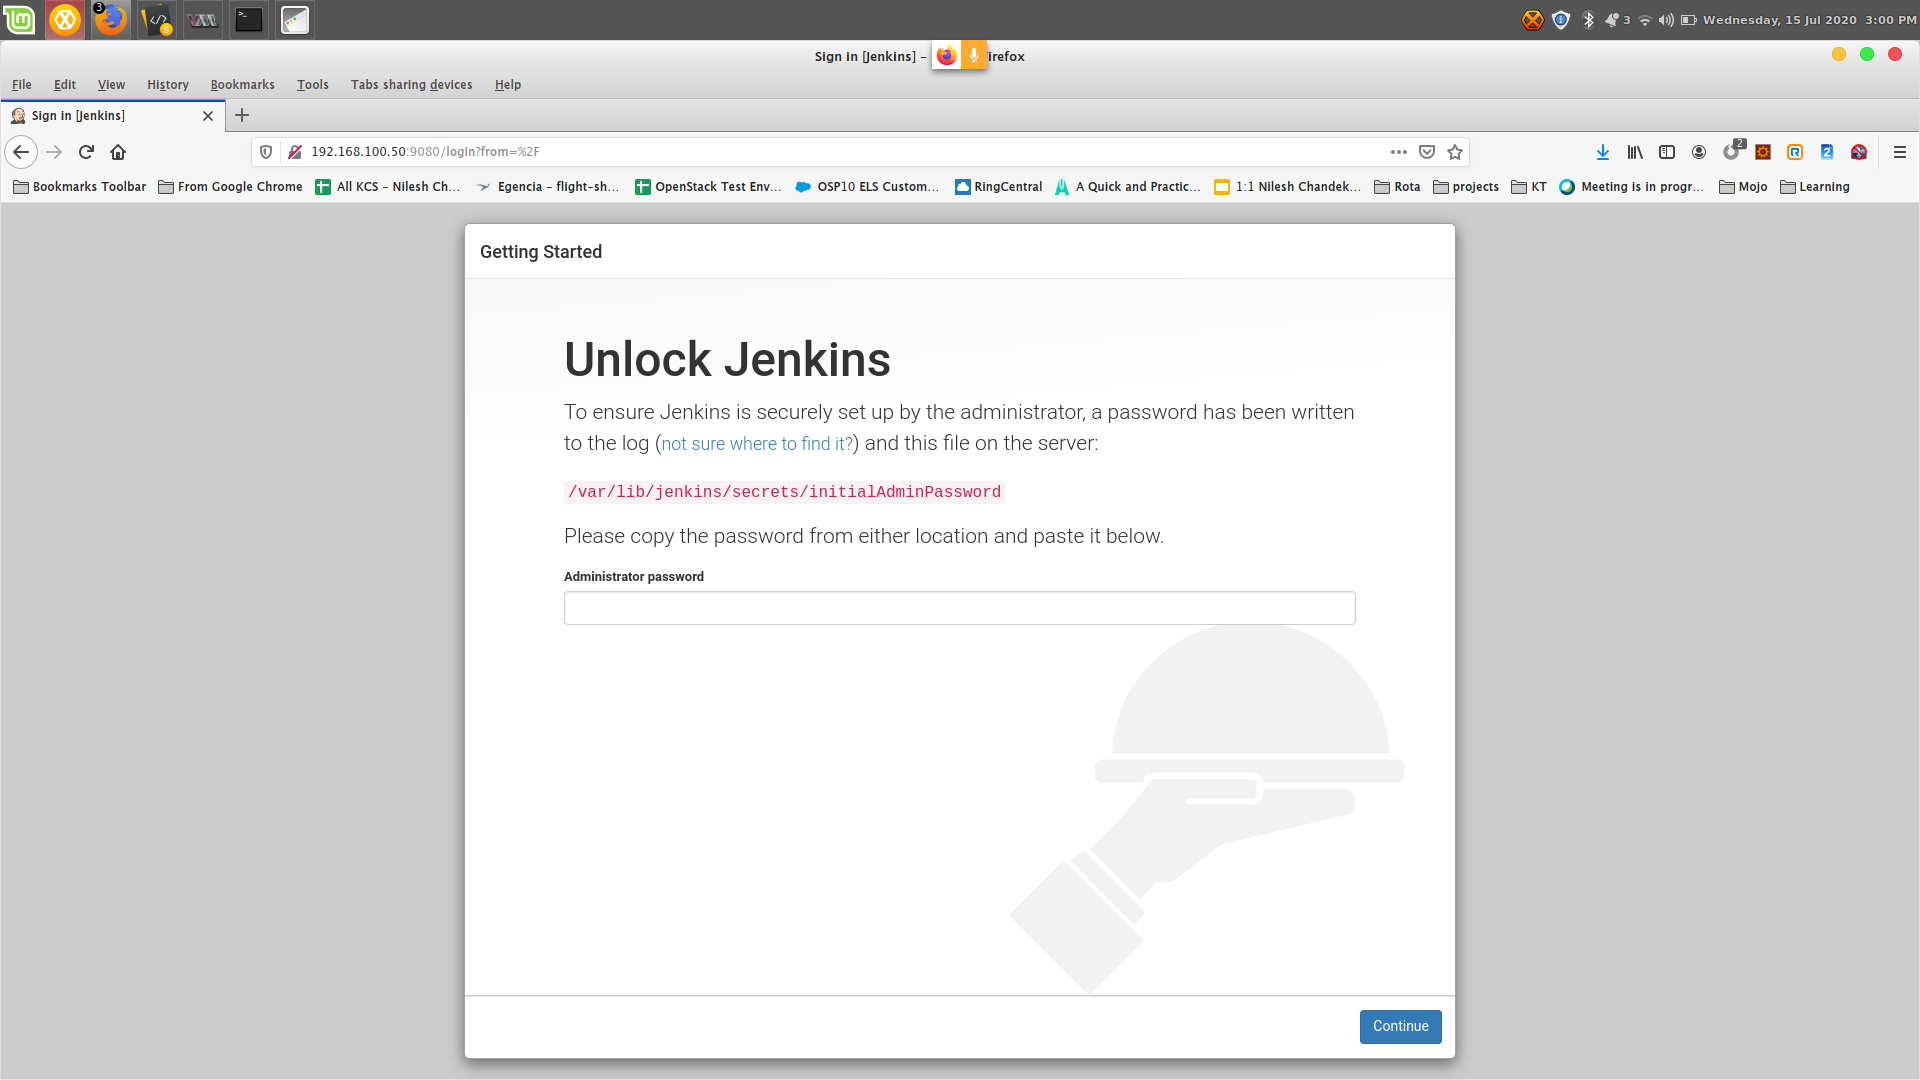 3
3 Wednesday, 15 Jul 2020 3:00 PM
Sign in [Jenkins] – irefox
File Edit View History Bookmarks Tools Tabs sharing devices Help
Sign in [Jenkins]
192.168.100.50:9080/login?from=%2F
2
2
Bookmarks Toolbar From Google Chrome All KCS – Nilesh Ch… Egencia – flight-sh… OpenStack Test Env… OSP10 ELS Custom… RingCentral A Quick and Practic… 1:1 Nilesh Chandek… Rota projects KT Meeting is in progr… Mojo Learning
Getting Started
Unlock Jenkins
To ensure Jenkins is securely set up by the administrator, a password has been written
to the log (not sure where to find it?) and this file on the server:
/var/lib/jenkins/secrets/initialAdminPassword
Please copy the password from either location and paste it below.
Administrator password
Continue